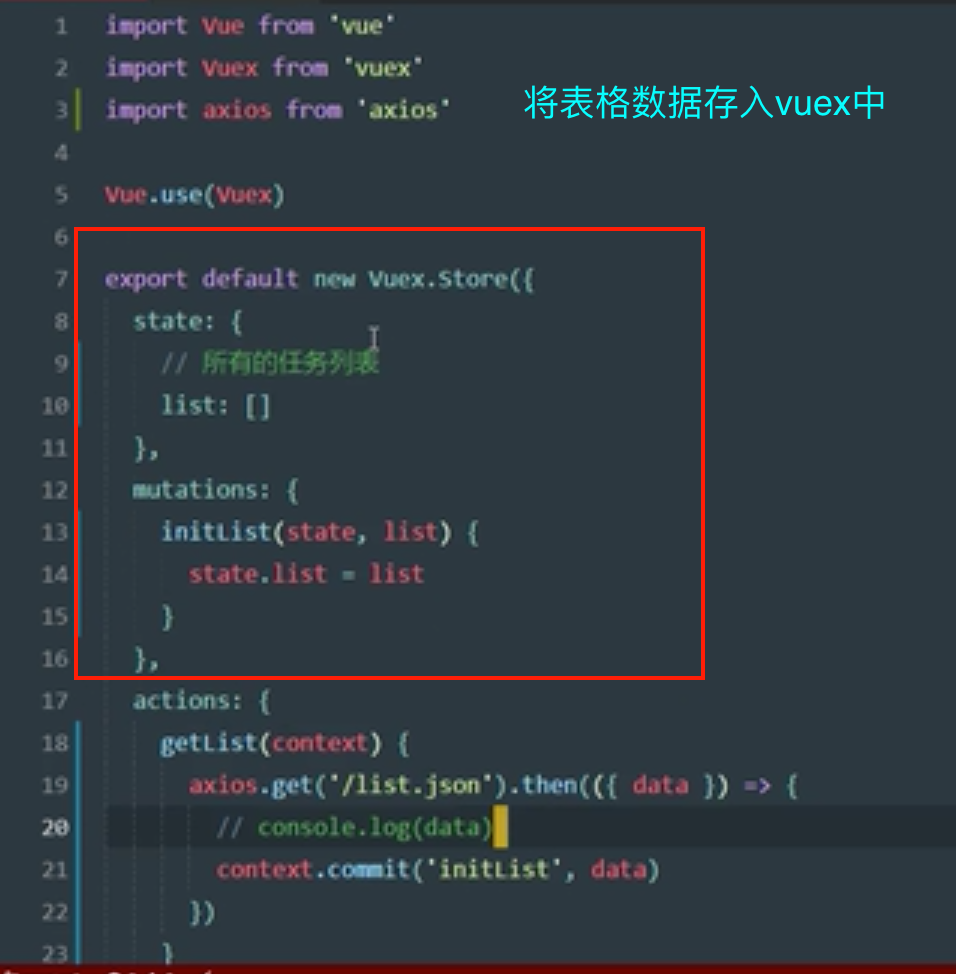 1 import Vue from 'vue'
2 import Vuex from 'vuex'
3 import axios from 'axios'
将表格数据存入vuex中
4
5 Vue.use(Vuex)
6
7 export default new Vuex.Store({
8 state: {
9 // 所有的任务列表
10 list: []
11 },
12 mutations: {
13 initList(state, list) {
14 state.list = list
15 }
16 },
17 actions: {
18 getList(context) {
19 axios.get('/list.json').then(({ data }) => {
20 // console.log(data)
21 context.commit('initList', data)
22 })
23 }